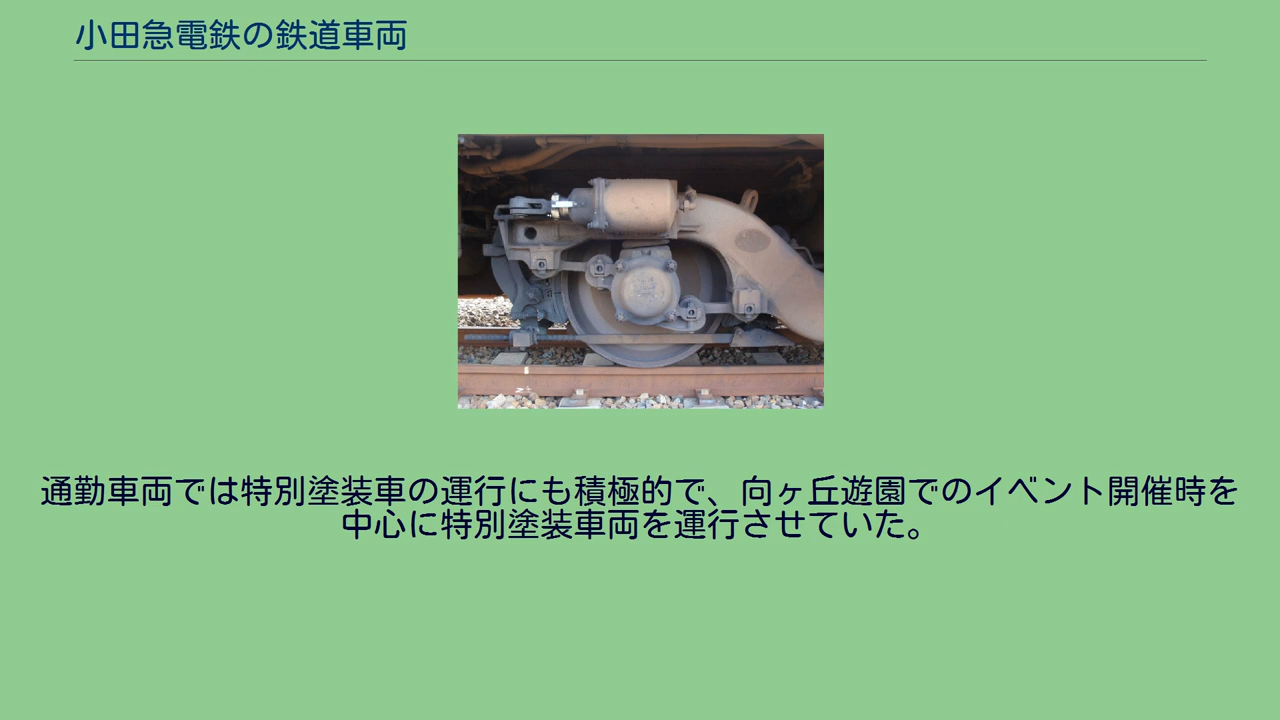 小田急電鉄の鉄道車両
通勤車両では特別塗装車の運行にも積極的で、向ヶ丘遊園でのイベント開催時を
中心に特別塗装車両を運行させていた。